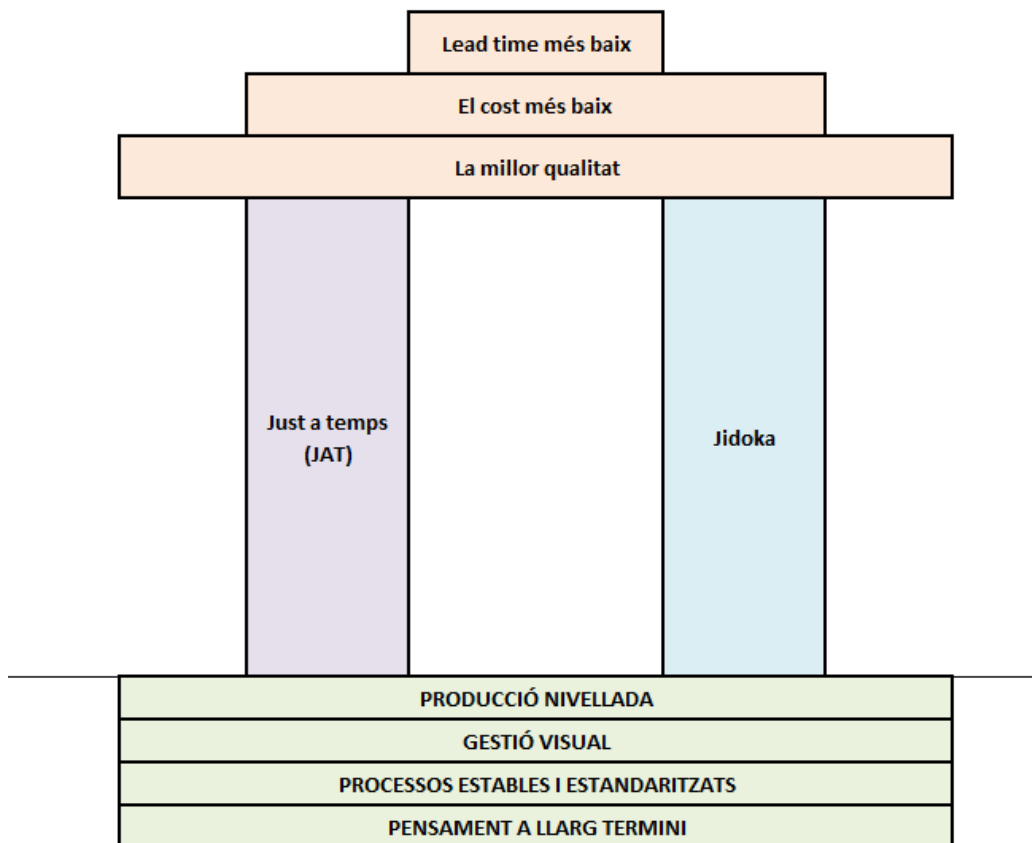 Lead time més baix
El cost més baix
La millor qualitat
Just a temps
(JAT)
Jidoka
PRODUCCIÓ NIVELLADA
GESTIÓ VISUAL
PROCESSOS ESTABLES I ESTANDARITZATS
PENSAMENT A LLARG TERMINI